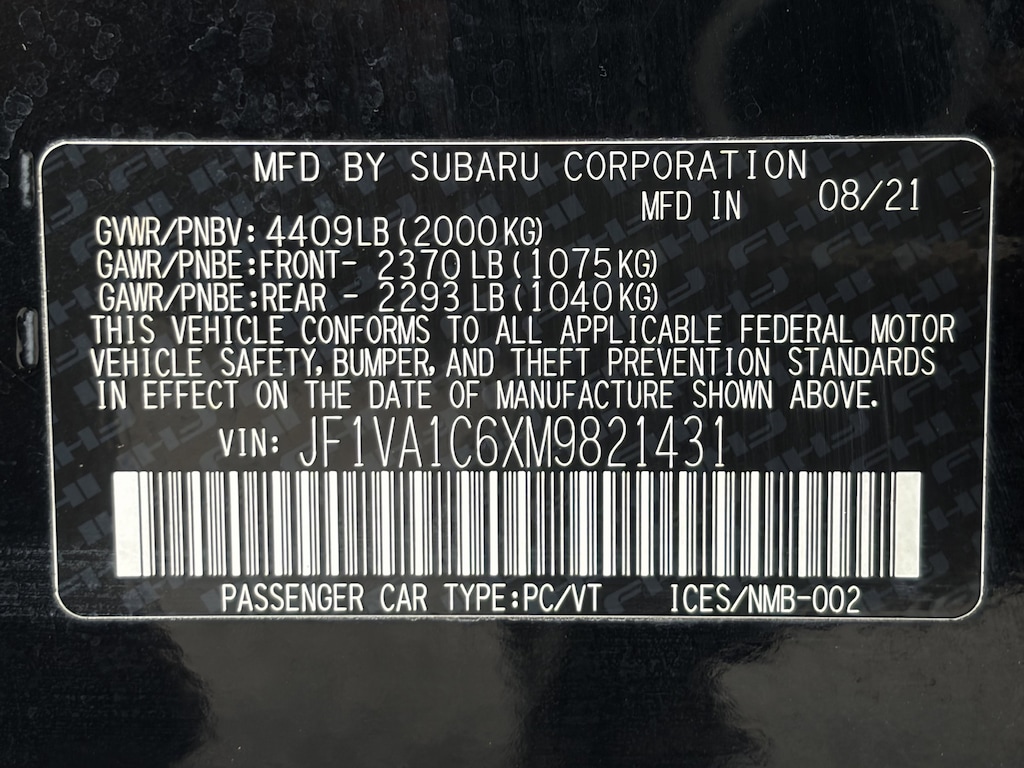 MFD BY SUBARU CORPORATION
MFD IN 08/21
GVWR/PNBV: 4409LB(2000KG)
GAWR/PNBE:FRONT- 2370 LB(1075KG)
GAWR/PNBE:REAR - 2293 LB(1040KG)
THIS VEHICLE CONFORMS TO ALL APPLICABLE FEDERAL MOTOR
VEHICLE SAFETY, BUMPER, AND THEFT PREVENTION STANDARDS
IN EFFECT ON THE DATE OF MANUFACTURE SHOWN ABOVE.
VIN: JF1VA1C6XM9821431
PASSENGER CAR TYPE:PC/VT ICES/NMB-002